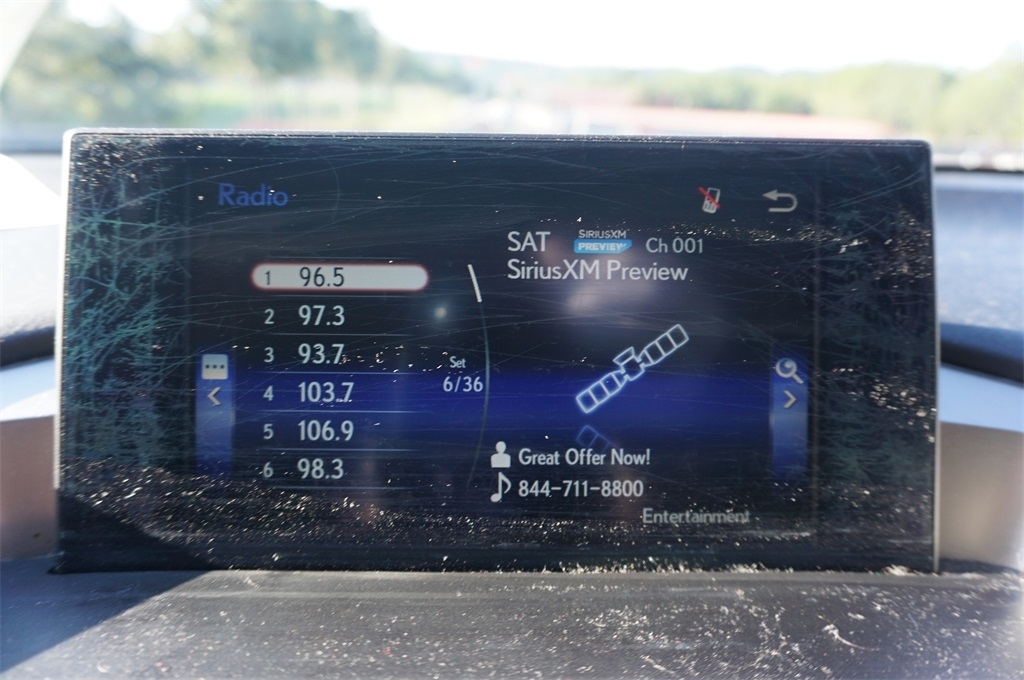 Radio
SAT SIRIUSXM PREVIEW Ch 001
SiriusXM Preview
1 96.5
2 97.3
3 93.7
4 103.7
5 106.9
6 98.3
Set
6/36
Great Offer Now!
844-711-8800
Entertainment